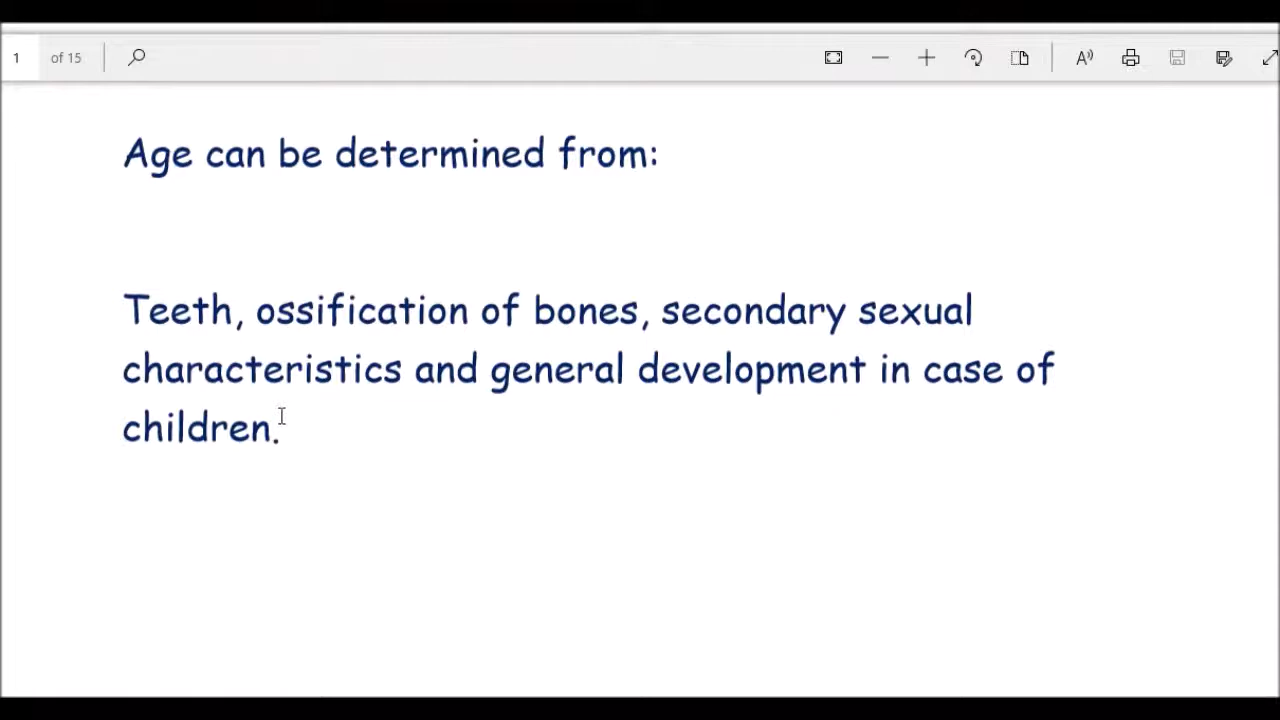 1 of 15
Age can be determined from:
Teeth, ossification of bones, secondary sexual
characteristics and general development in case of
children.